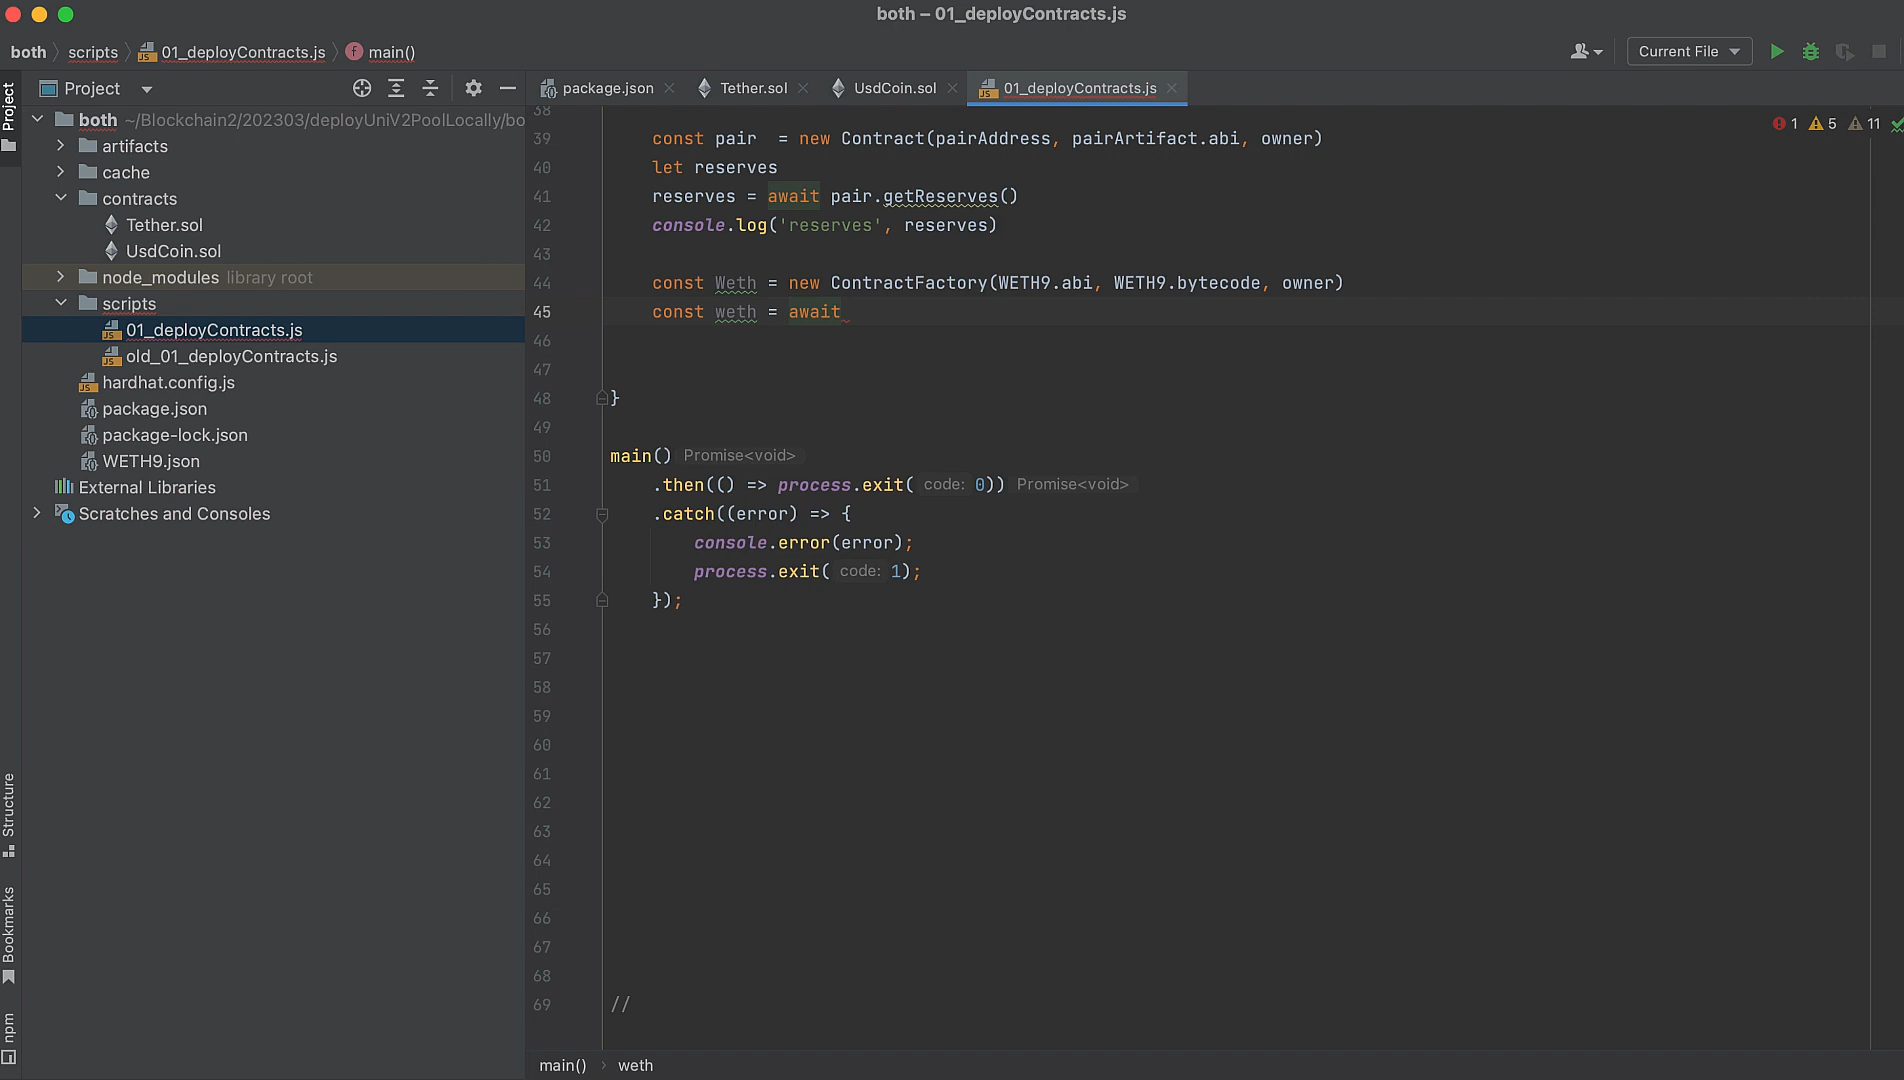 both – 01_deployContracts.js
both scripts 01_deployContracts.js main()
Current File
Project
package.json
Tether.sol
UsdCoin.sol
01_deployContracts.js
Project
both ~/Blockchain2/202303/deployUniV2PoolLocally/bo
artifacts
cache
contracts
Tether.sol
UsdCoin.sol
node_modules library root
scripts
01_deployContracts.js
old_01_deployContracts.js
hardhat.config.js
package.json
package-lock.json
WETH9.json
External Libraries
Scratches and Consoles
Structure
Bookmarks
npm
1 5 11
38
39 const pair  = new Contract(pairAddress, pairArtifact.abi, owner)
40 let reserves
41 reserves = await pair.getReserves()
42 console.log('reserves', reserves)
43
44 const Weth = new ContractFactory(WETH9.abi, WETH9.bytecode, owner)
45 const weth = await
46
47
48 }
49
50 main() Promise<void>
51 .then(() => process.exit( code: 0)) Promise<void>
52 .catch((error) => {
53 console.error(error);
54 process.exit( code: 1);
55 });
56
57
58
59
60
61
62
63
64
65
66
67
68
69 //
main() weth